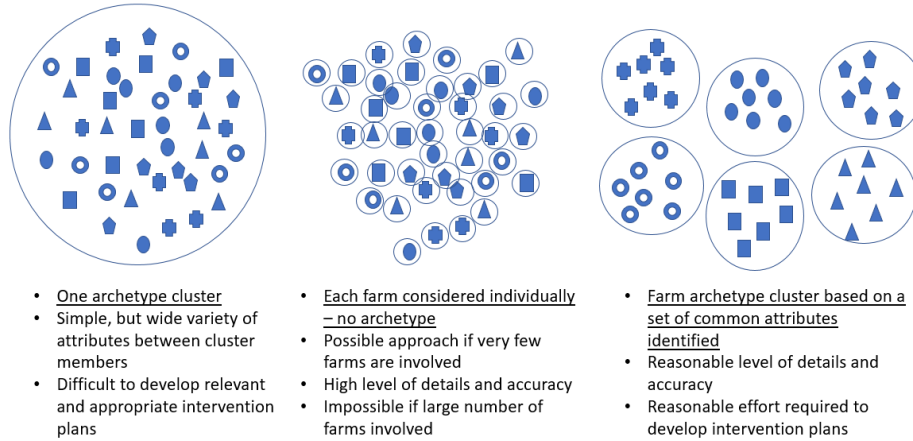 • One archetype cluster
• Simple, but wide variety of
attributes between cluster
members
• Difficult to develop relevant
and appropriate intervention
plans
• Each farm considered individually
– no archetype
• Possible approach if very few
farms are involved
• High level of details and accuracy
• Impossible if large number of
farms involved
• Farm archetype cluster based on a
set of common attributes
identified
• Reasonable level of details and
accuracy
• Reasonable effort required to
develop intervention plans